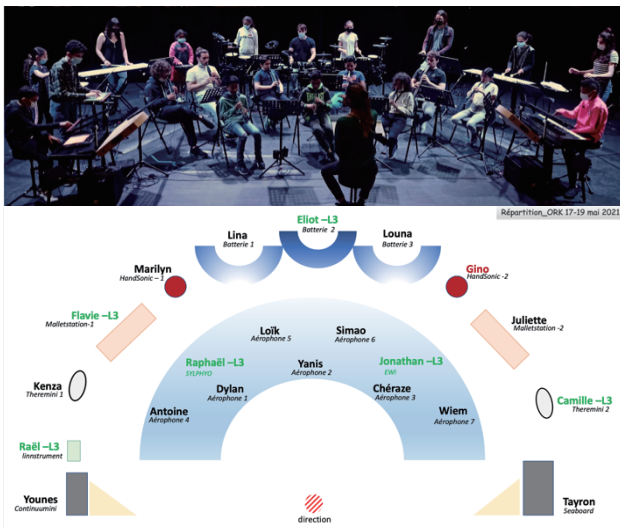 Répartition_ORK 17-19 mai 2021
Eliot –L3
Batterie 2
Lina
Batterie 1
Louna
Batterie 3
Marilyn
HandSonic – 1
Gino
HandSonic -2
Flavie –L3
Malletstation-1
Loïk
Aérophone 5
Simao
Aérophone 6
Juliette
Malletstation -2
Raphaël –L3
SYLPHYO
Yanis
Aérophone 2
Jonathan –L3
EWI
Kenza
Theremini 1
Dylan
Aérophone 1
Chéraze
Aérophone 3
Camille –L3
Theremini 2
Antoine
Aérophone 4
Wiem
Aérophone 7
Raël –L3
linnstrument
Younes
Continuumini
Tayron
Seaboard
direction